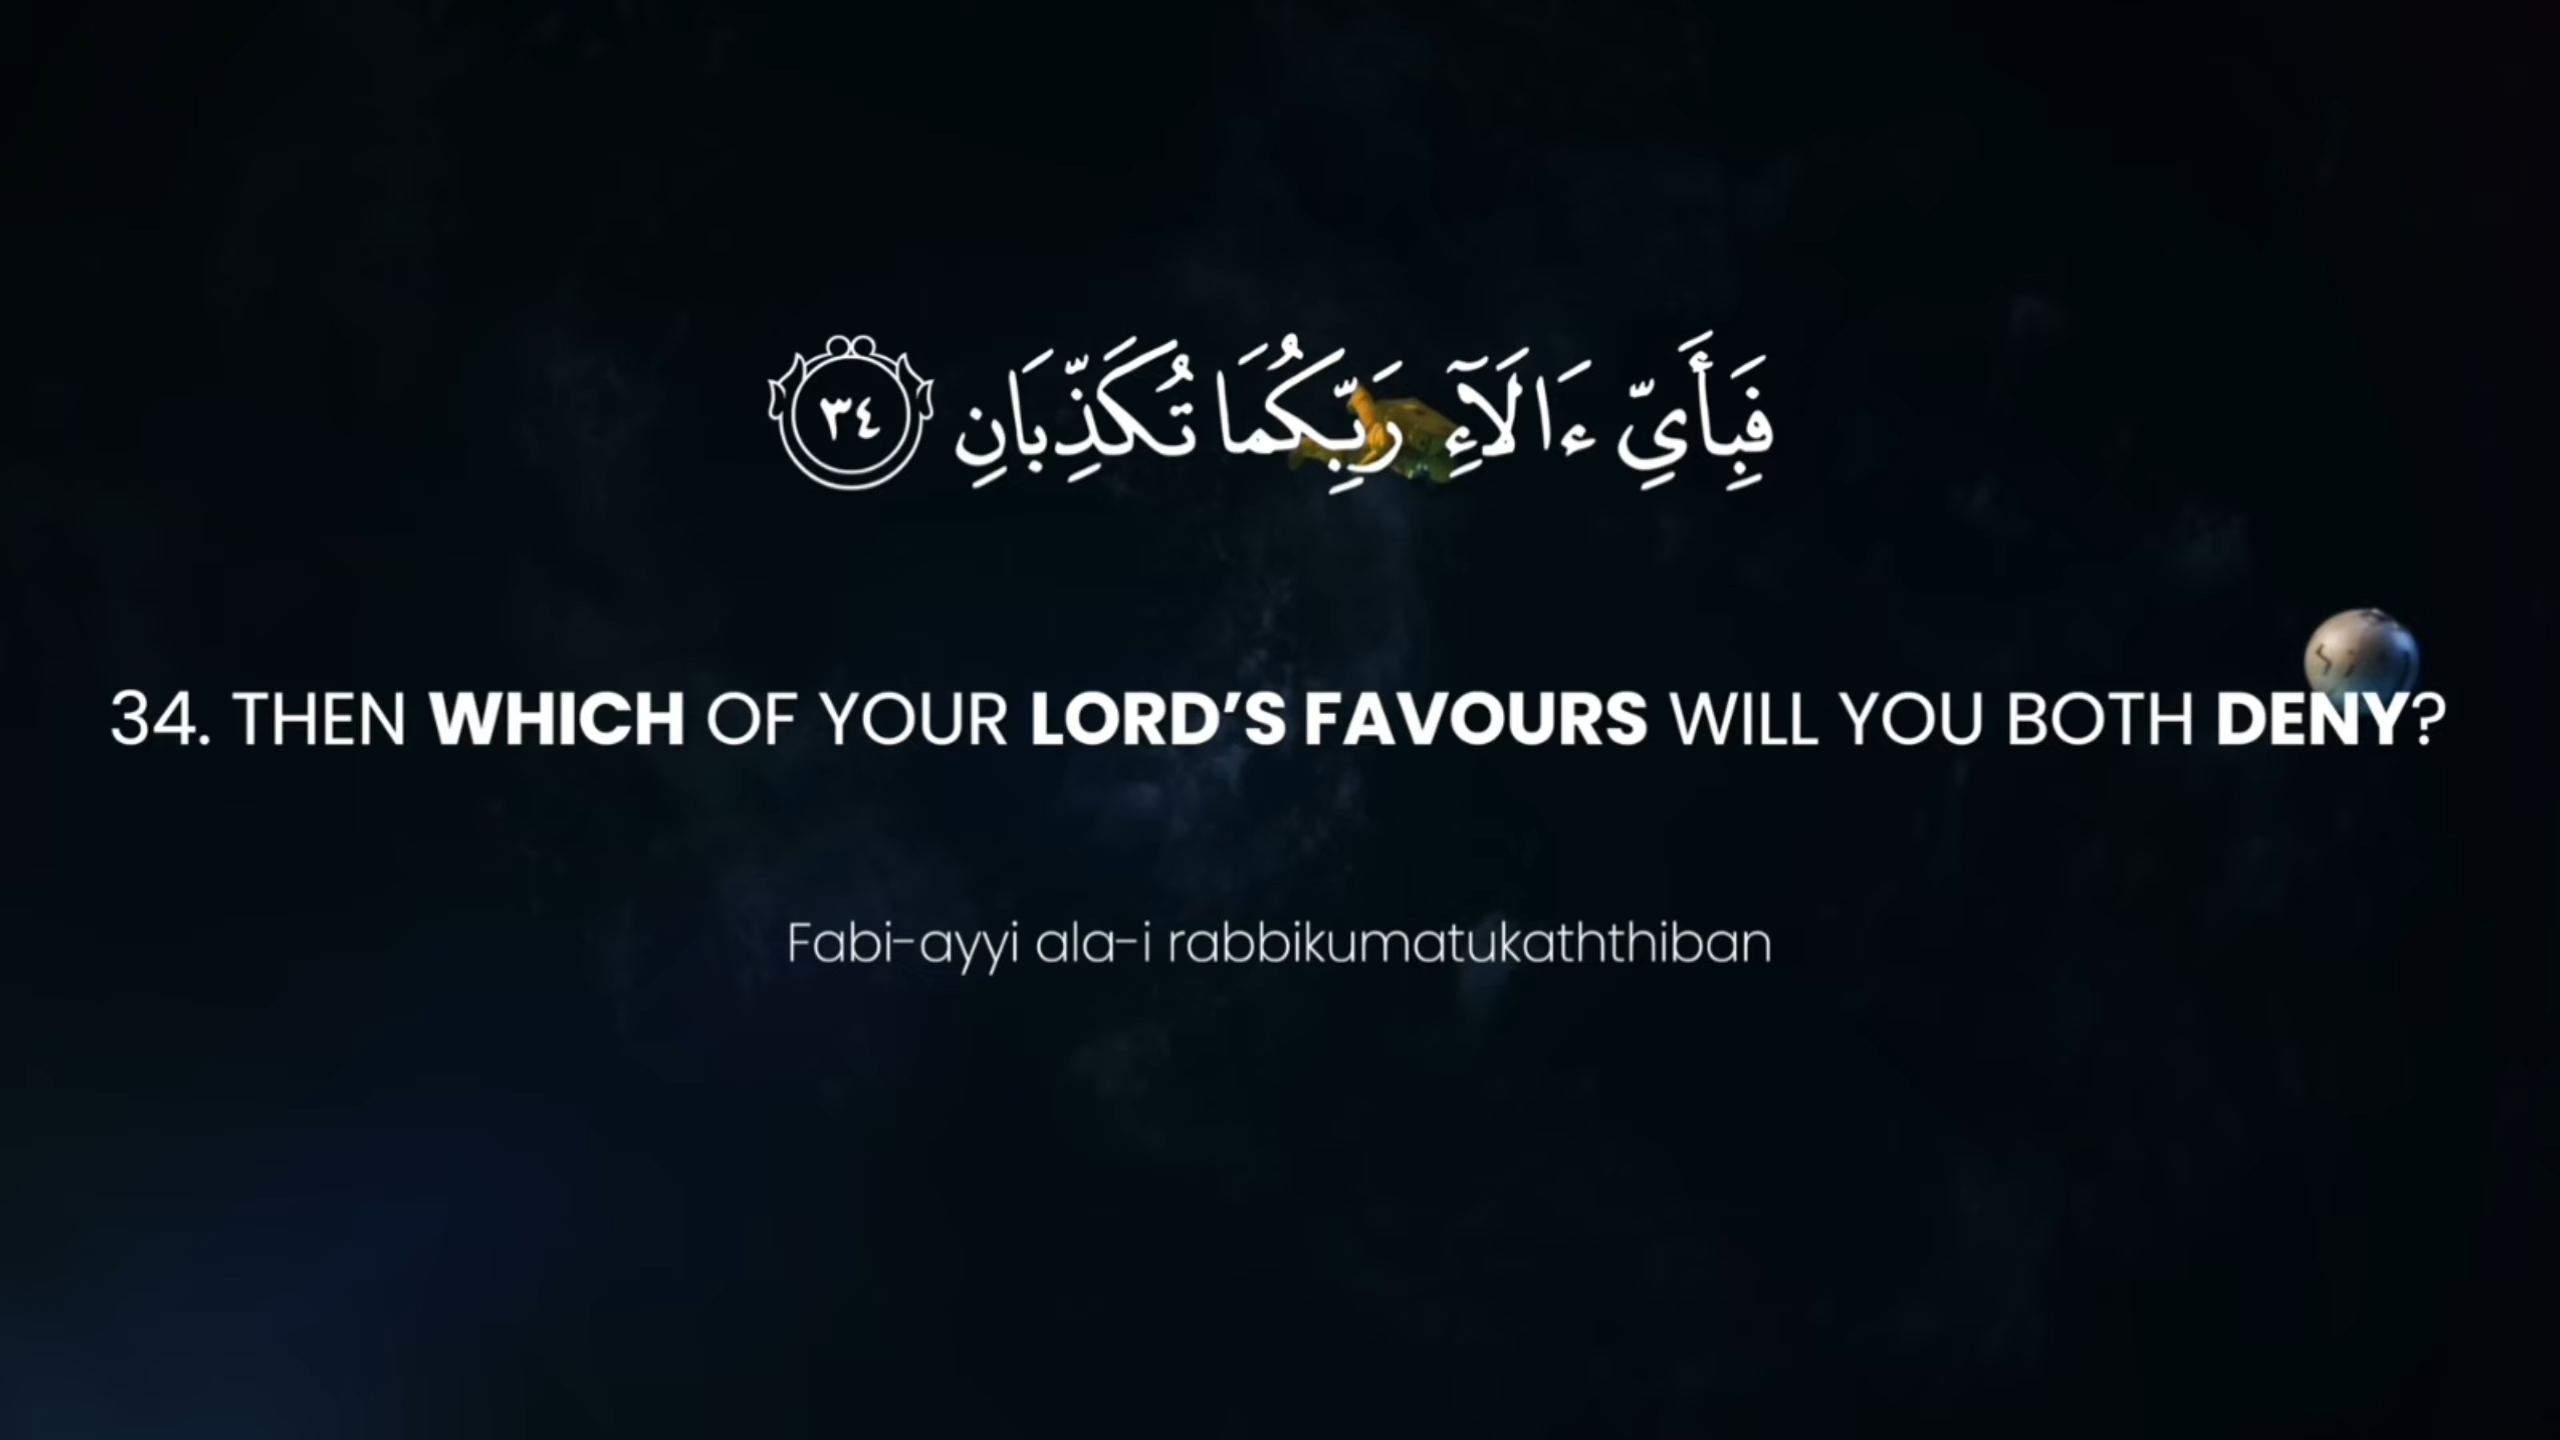 فَبِأَيِّ ءَالَآءِ رَبِّكُمَا تُكَذِّبَانِ ٣٤
34. THEN WHICH OF YOUR LORD’S FAVOURS WILL YOU BOTH DENY?
Fabi-ayyi ala-i rabbikumatukaththiban